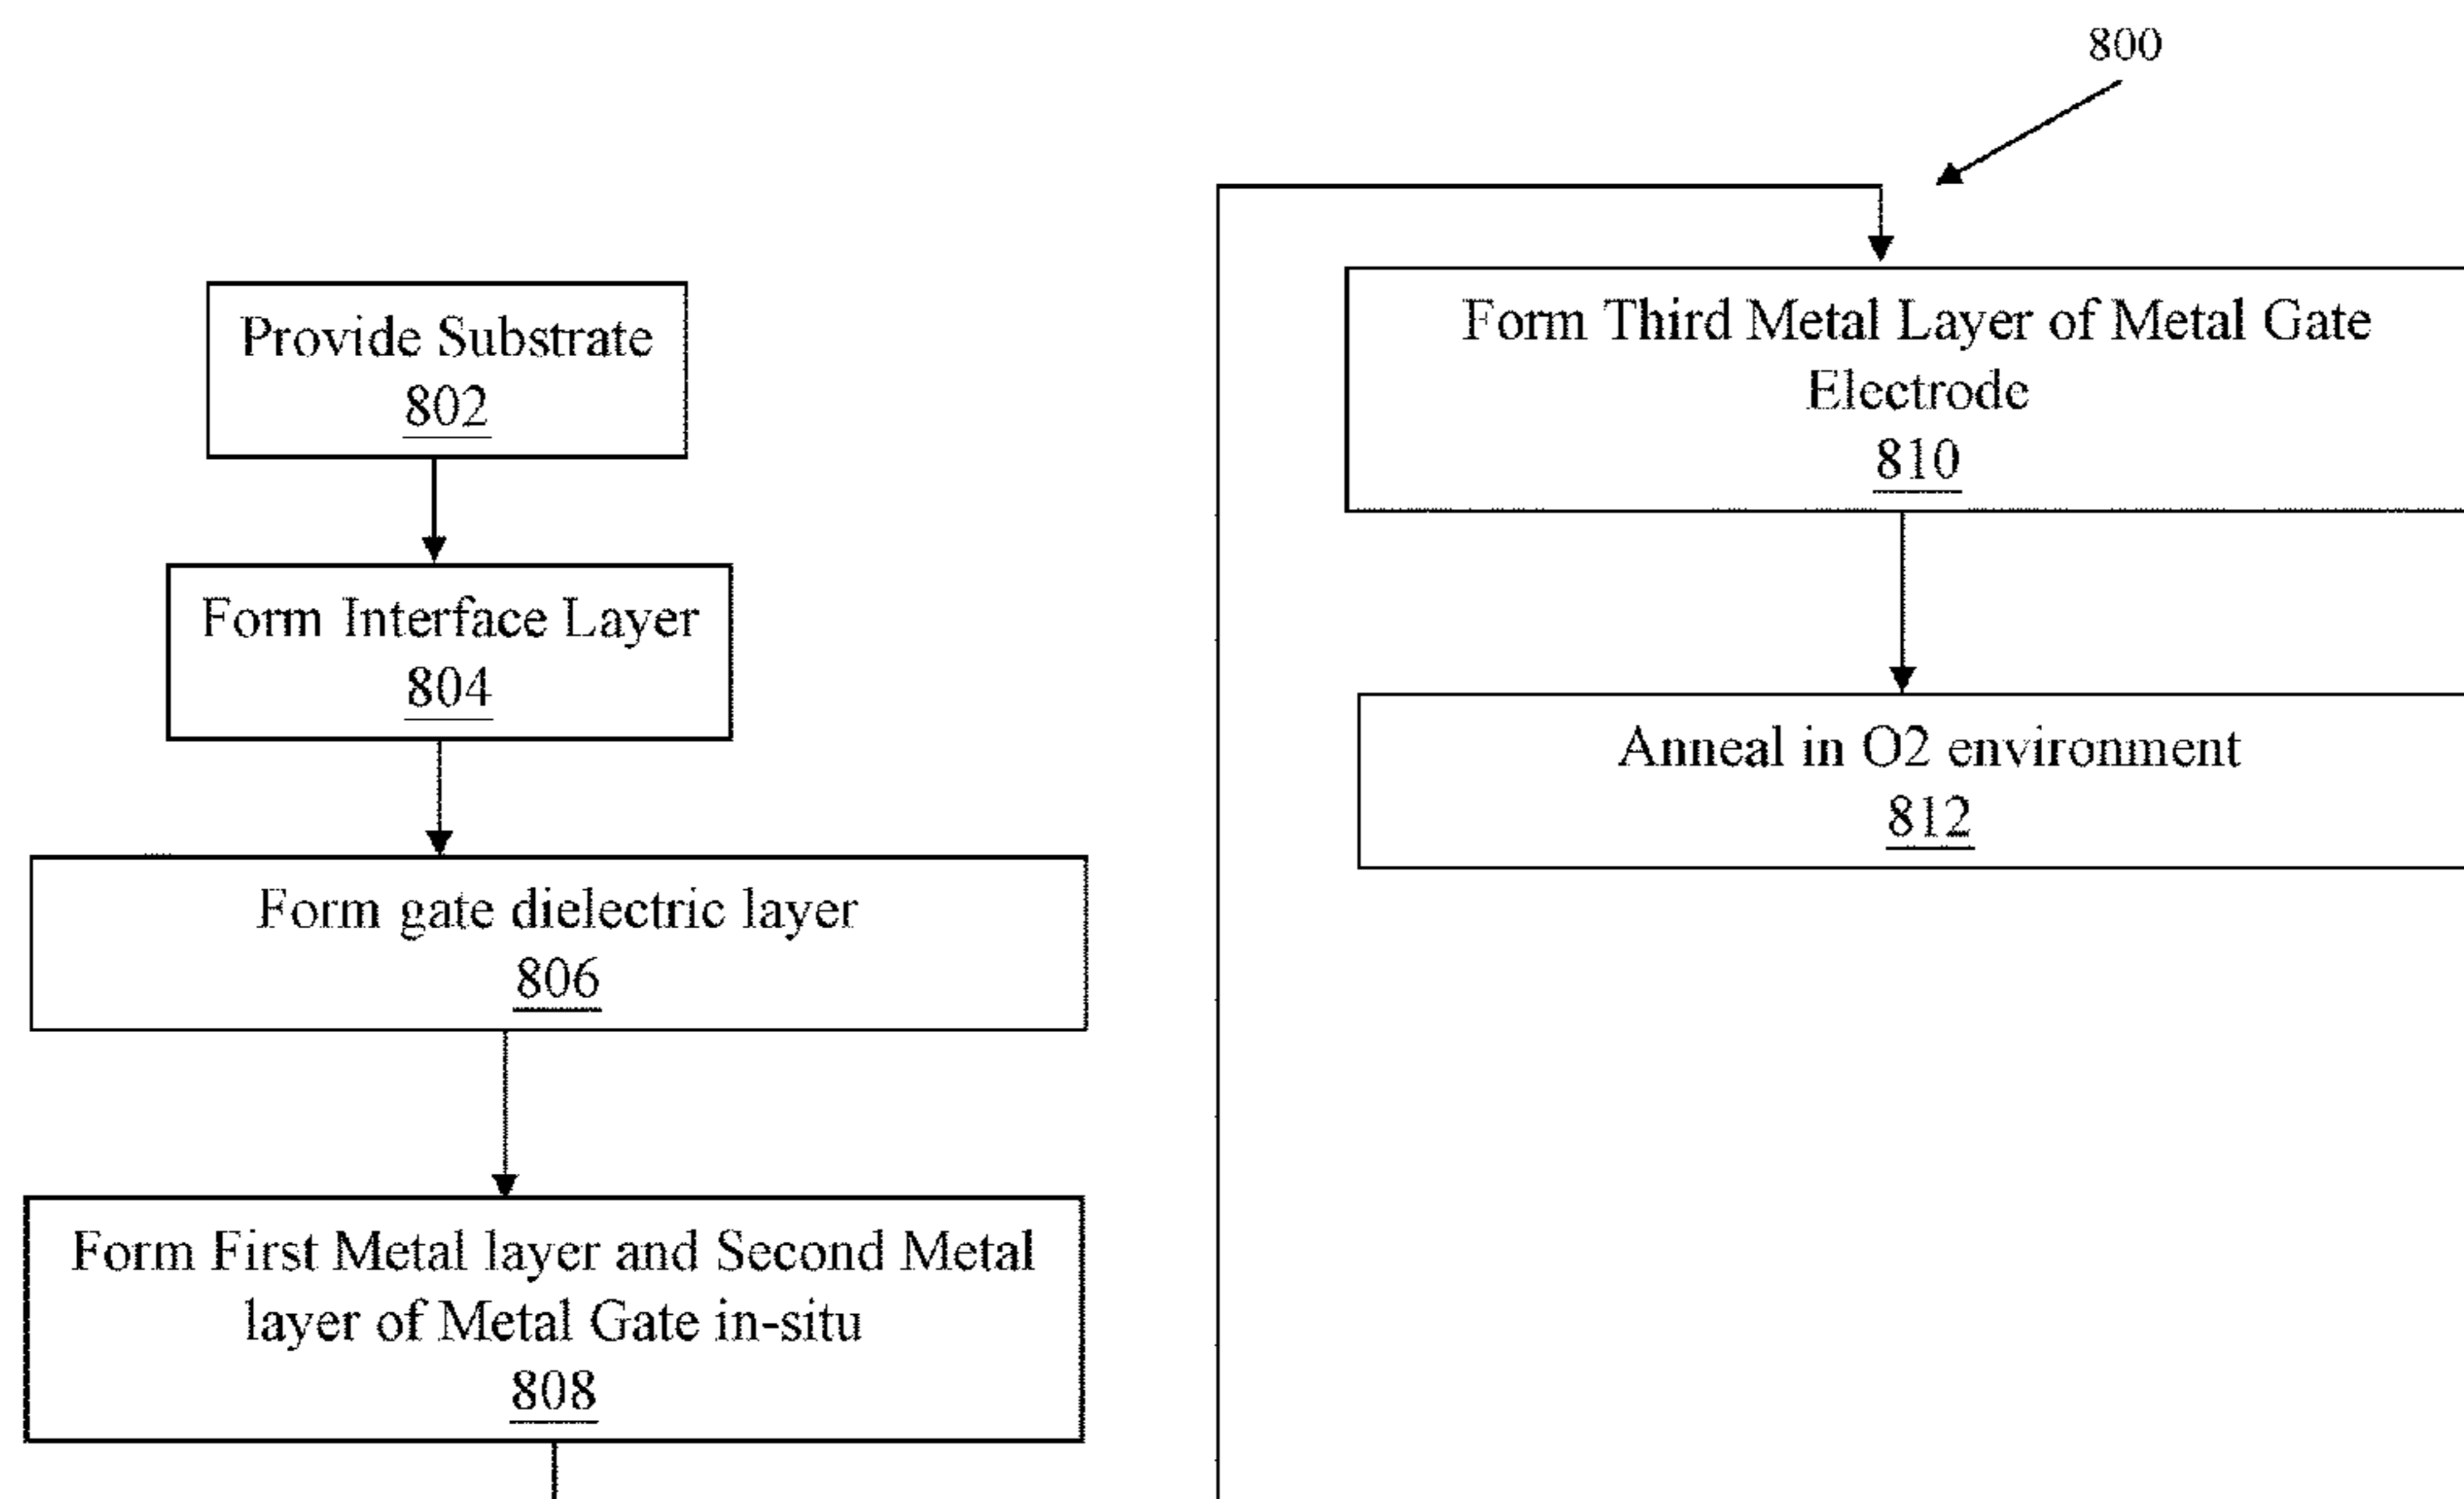 800
Provide Substrate
802
Form Interface Layer
804
Form gate dielectric layer
806
Form First Metal layer and Second Metal
layer of Metal Gate in-situ
808
Form Third Metal Layer of Metal Gate
Electrode
810
Anneal in O2 environment
812